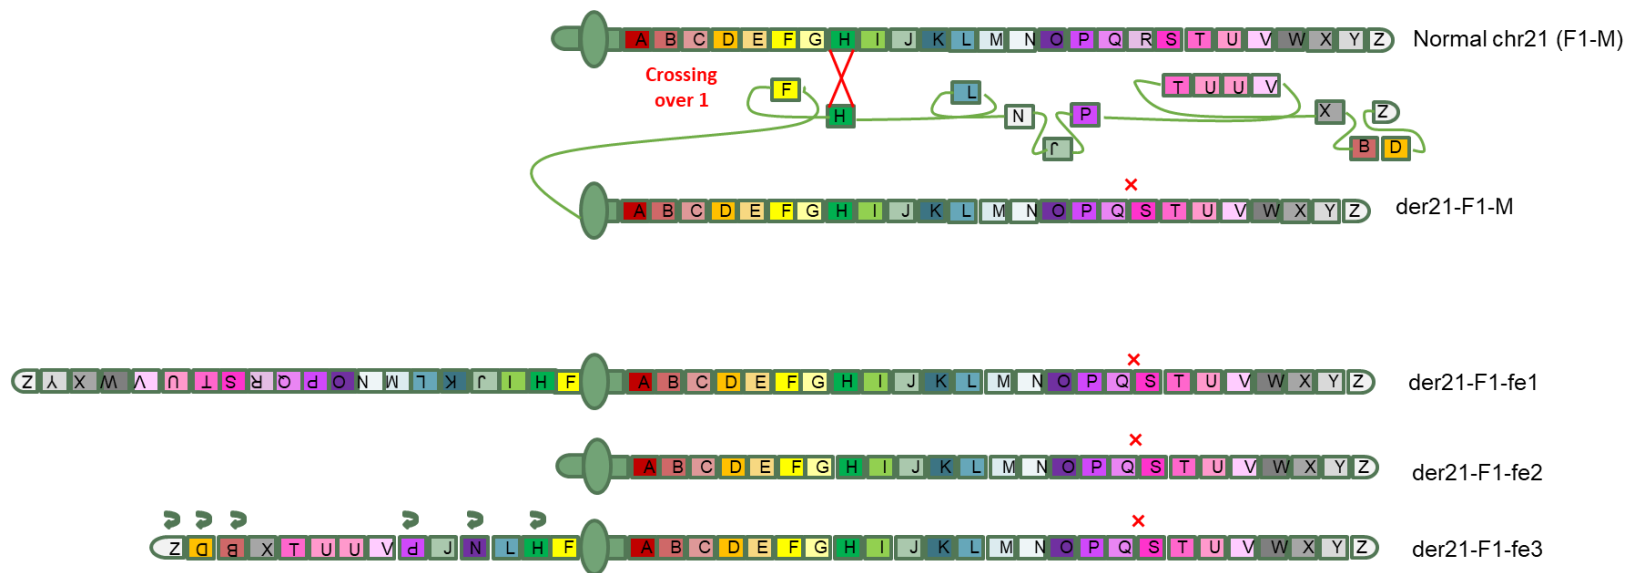 A B C D E F G H I J K L M N O P Q R S T U V W X Y Z Normal chr21 (F1-M)
Crossing
over 1
F L T U U V
H N P X Z
J B D
×
A B C D E F G H I J K L M N O P Q S T U V W X Y Z der21-F1-M
×
Z Y X W V U T S R Q P O N M L K J I H F A B C D E F G H I J K L M N O P Q S T U V W X Y Z der21-F1-fe1
×
A B C D E F G H I J K L M N O P Q S T U V W X Y Z der21-F1-fe2
×
Z D B X T U U V P J N L H F A B C D E F G H I J K L M N O P Q S T U V W X Y Z der21-F1-fe3